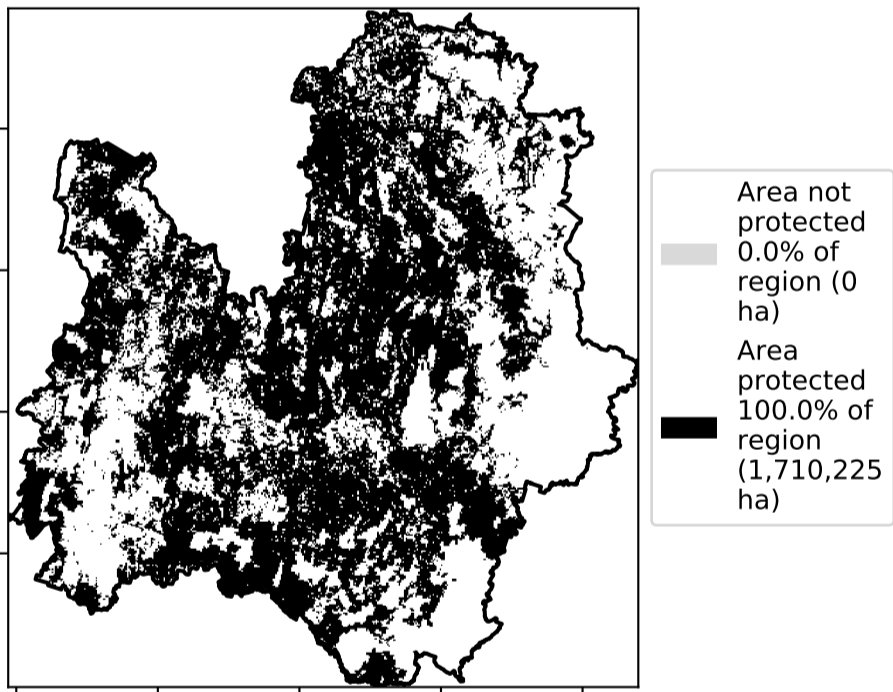 Area not
protected
0.0% of
region (0
ha)
Area
protected
100.0% of
region
(1,710,225
ha)